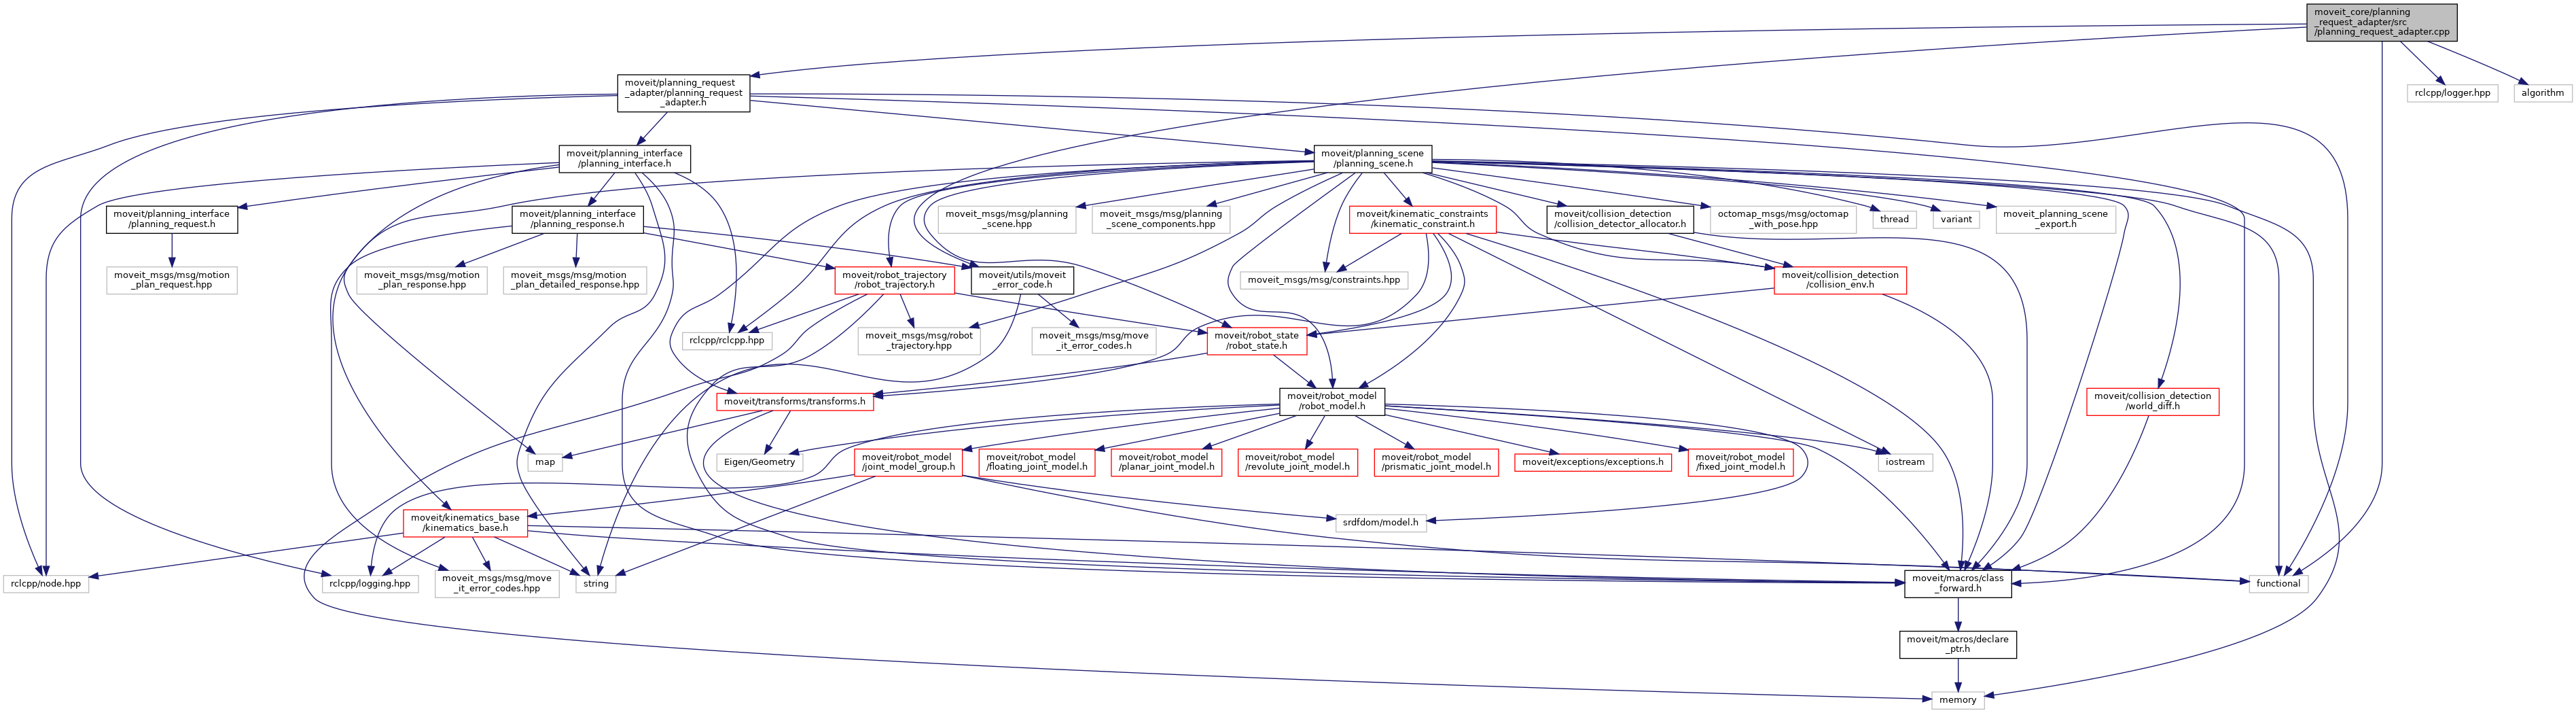 moveit_core/planning
_request_adapter/src
/planning_request_adapter.cpp
moveit/planning_request
_adapter/planning_request
_adapter.h
rclcpp/logger.hpp
algorithm
moveit/planning_interface
/planning_interface.h
moveit/planning_scene
/planning_scene.h
moveit/planning_interface
/planning_request.h
moveit/planning_interface
/planning_response.h
moveit_msgs/msg/planning
_scene.hpp
moveit_msgs/msg/planning
_scene_components.hpp
moveit/kinematic_constraints
/kinematic_constraint.h
moveit/collision_detection
/collision_detector_allocator.h
octomap_msgs/msg/octomap
_with_pose.hpp
thread
variant
moveit_planning_scene
_export.h
moveit_msgs/msg/motion
_plan_request.hpp
moveit_msgs/msg/motion
_plan_response.hpp
moveit_msgs/msg/motion
_plan_detailed_response.hpp
moveit/robot_trajectory
/robot_trajectory.h
moveit/utils/moveit
_error_code.h
moveit_msgs/msg/constraints.hpp
moveit/collision_detection
/collision_env.h
rclcpp/rclcpp.hpp
moveit_msgs/msg/robot
_trajectory.hpp
moveit_msgs/msg/move
_it_error_codes.h
moveit/robot_state
/robot_state.h
moveit/transforms/transforms.h
moveit/robot_model
/robot_model.h
moveit/collision_detection
/world_diff.h
map
Eigen/Geometry
moveit/robot_model
/joint_model_group.h
moveit/robot_model
/floating_joint_model.h
moveit/robot_model
/planar_joint_model.h
moveit/robot_model
/revolute_joint_model.h
moveit/robot_model
/prismatic_joint_model.h
moveit/exceptions/exceptions.h
moveit/robot_model
/fixed_joint_model.h
iostream
moveit/kinematics_base
/kinematics_base.h
srdfdom/model.h
rclcpp/node.hpp
rclcpp/logging.hpp
moveit_msgs/msg/move
_it_error_codes.hpp
string
moveit/macros/class
_forward.h
functional
moveit/macros/declare
_ptr.h
memory